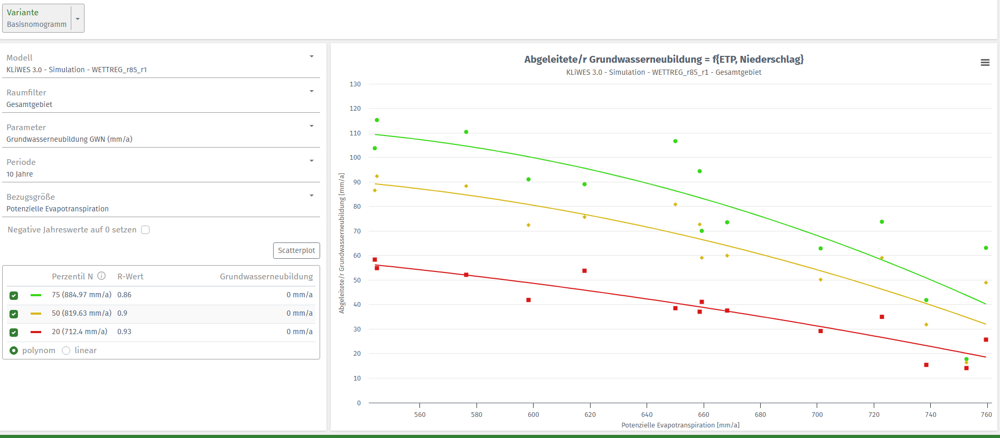 Variante
Basisnomogramm
Modell
KLiWES 3.0 - Simulation - WETTREG_r85_r1
Raumfilter
Gesamtgebiet
Parameter
Grundwasserneubildung GWN (mm/a)
Periode
10 Jahre
Bezugsgröße
Potenzielle Evapotranspiration
Negative Jahreswerte auf 0 setzen
Scatterplot
Perzentil N R-Wert Grundwasserneubildung
75 (884.97 mm/a) 0.86 0 mm/a
50 (819.63 mm/a) 0.9 0 mm/a
20 (712.4 mm/a) 0.93 0 mm/a
polynom linear
Abgeleitete/r Grundwasserneubildung = f{ETP, Niederschlag}
KLiWES 3.0 - Simulation - WETTREG_r85_r1 - Gesamtgebiet
Abgeleitete/r Grundwasserneubildung [mm/a]
130
120
110
100
90
80
70
60
50
40
30
20
10
0
560 580 600 620 640 660 680 700 720 740 760
Potenzielle Evapotranspiration [mm/a]